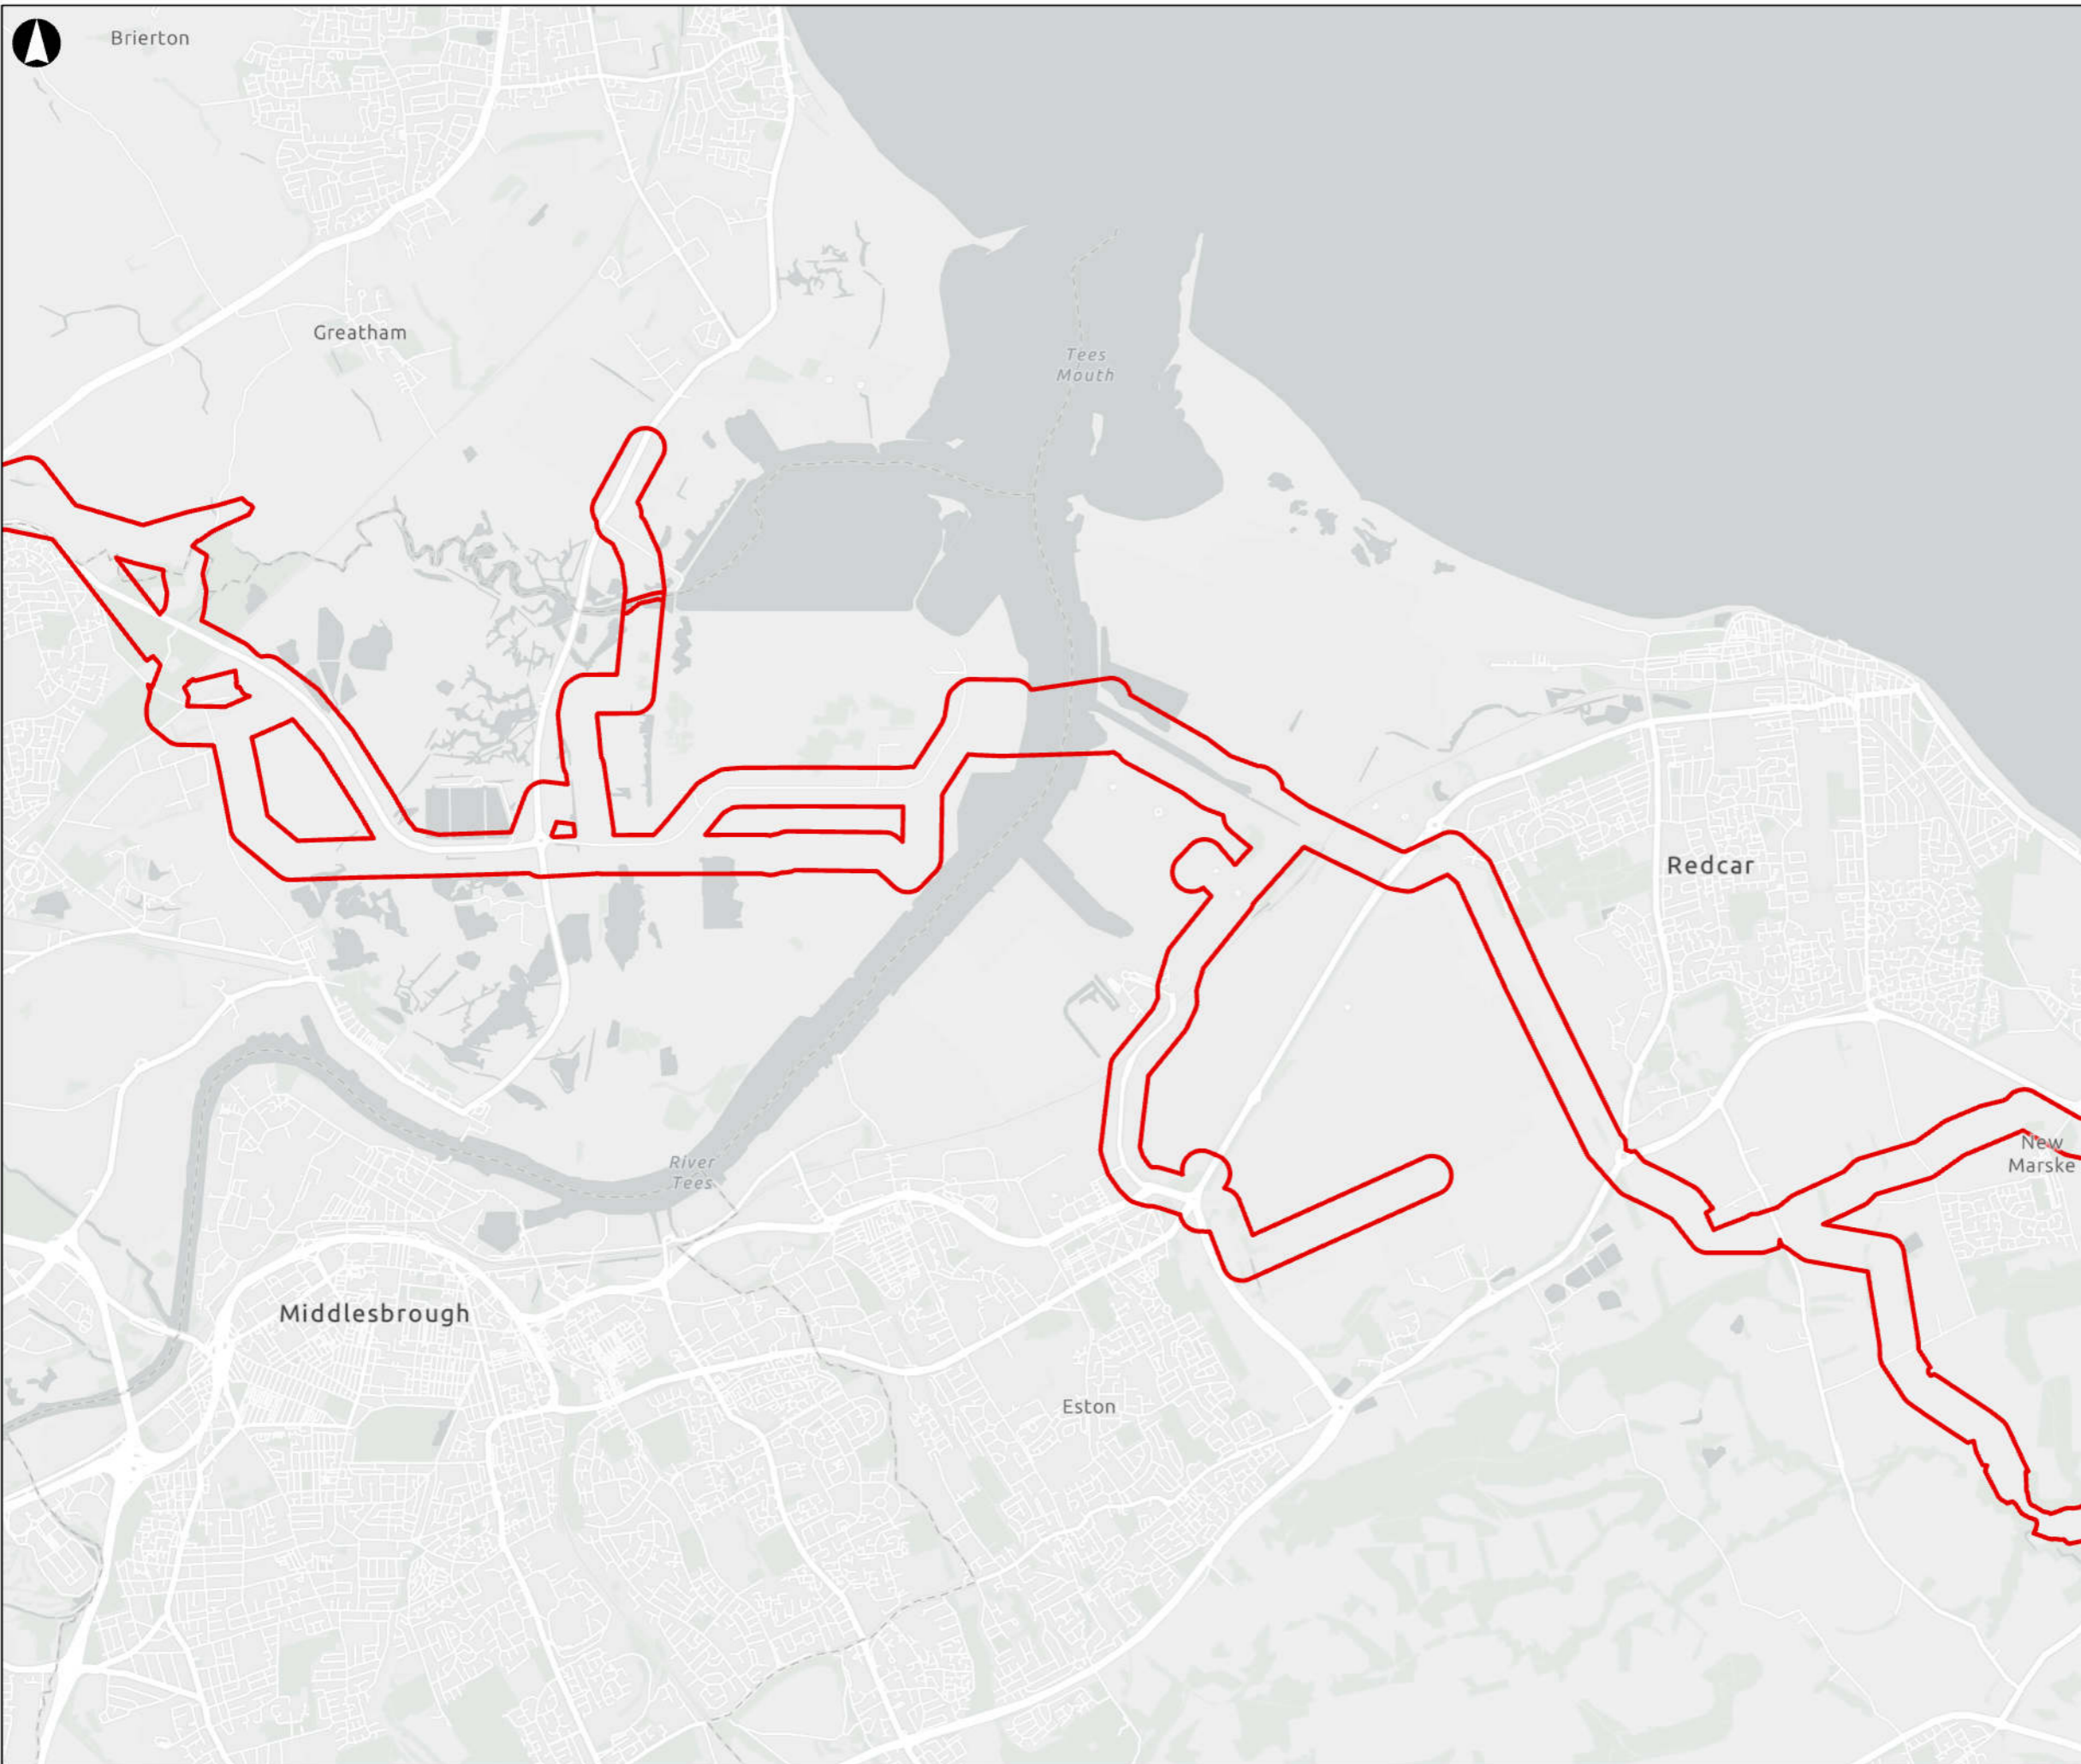 Brierton
Greatham
Tees
Mouth
Redcar
New
Marske
River
Tees
Middlesbrough
Eston